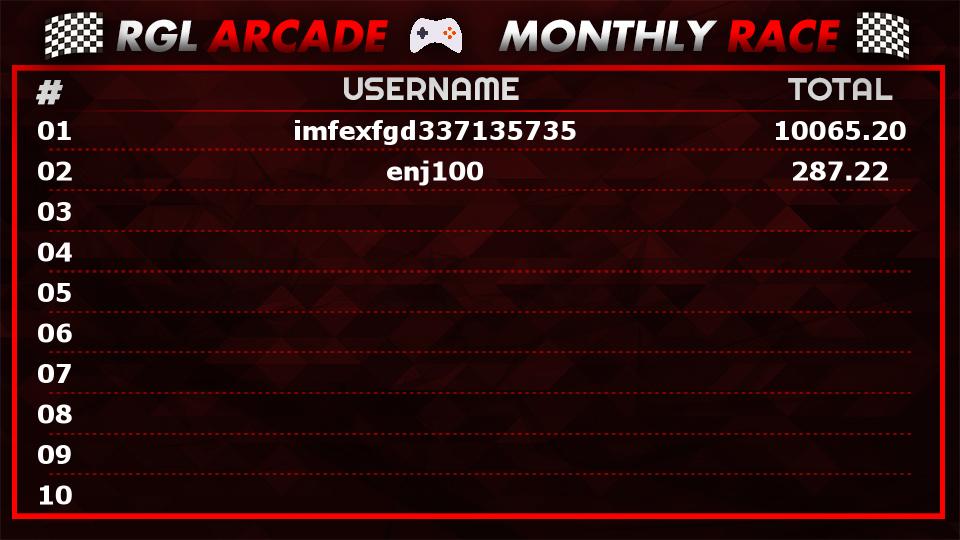 RGL ARCADE MONTHLY RACE
# USERNAME TOTAL
01 imfexfgd337135735 10065.20
02 enj100 287.22
03
04
05
06
07
08
09
10